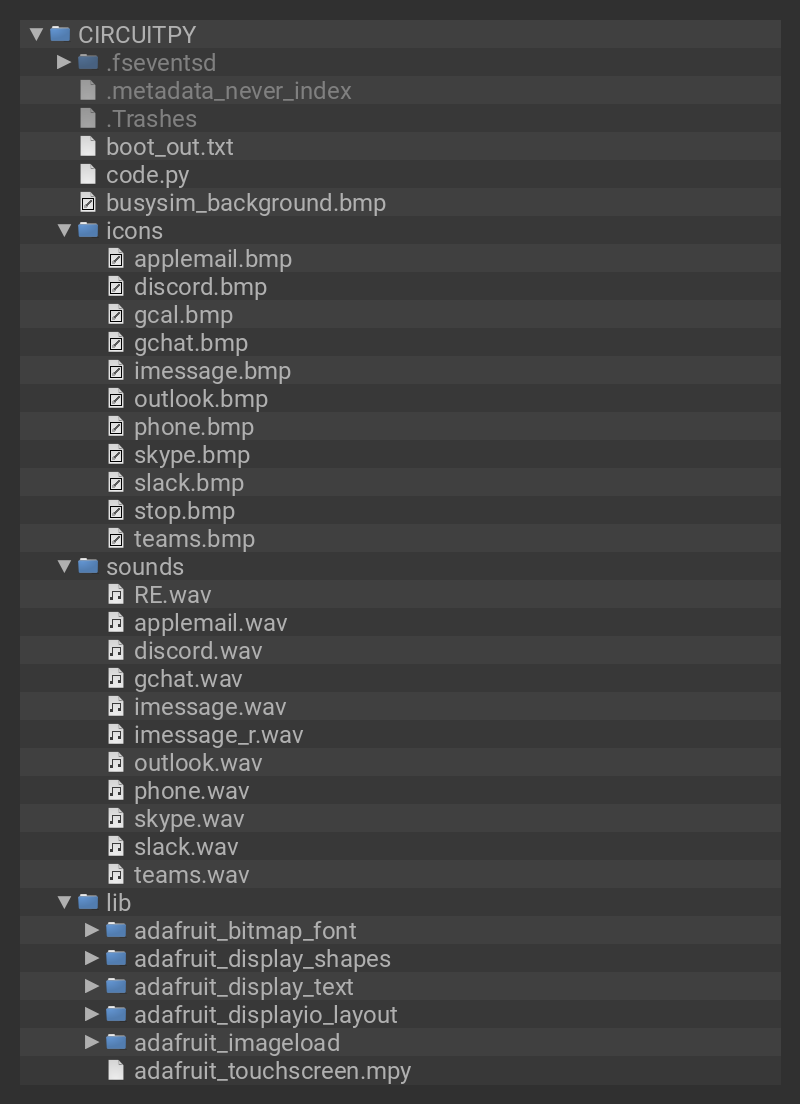 CIRCUITPY
.fseventsd
.metadata_never_index
.Trashes
boot_out.txt
code.py
busysim_background.bmp
icons
applemail.bmp
discord.bmp
gcal.bmp
gchat.bmp
imessage.bmp
outlook.bmp
phone.bmp
skype.bmp
slack.bmp
stop.bmp
teams.bmp
sounds
RE.wav
applemail.wav
discord.wav
gchat.wav
imessage.wav
imessage_r.wav
outlook.wav
phone.wav
skype.wav
slack.wav
teams.wav
lib
adafruit_bitmap_font
adafruit_display_shapes
adafruit_display_text
adafruit_displayio_layout
adafruit_imageload
adafruit_touchscreen.mpy